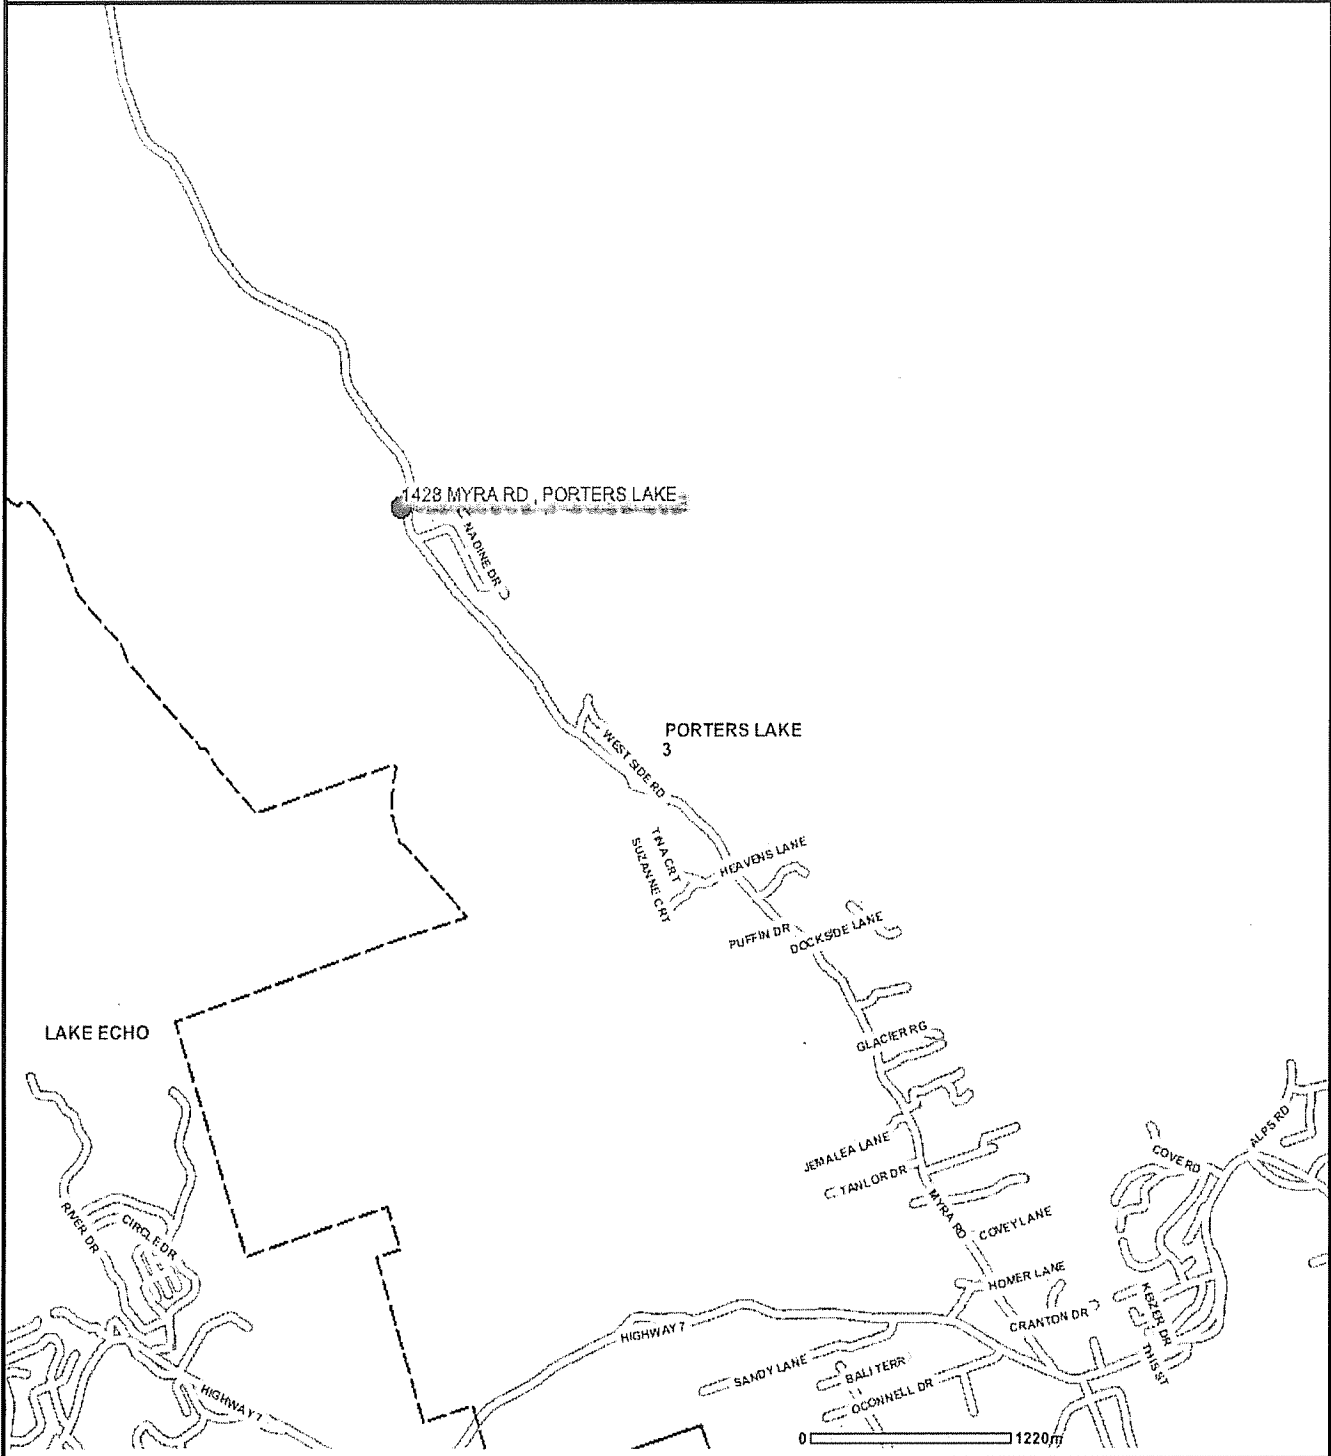 1428 MYRA RD , PORTERS LAKE
NADINE DR
WEST SIDE RD
PORTERS LAKE
3
TINA CRT
SUZANNE CRT
HEAVENS LANE
PUFFIN DR
DOCKSIDE LANE
LAKE ECHO
GLACIER RG
JEMALEA LANE
C. TANLOR DR
MYRA RD
COVEY LANE
COVE RD
ALPS RD
RIVER DR
CIRCLE DR
HOMER LANE
CRANTON DR
KEIZER DR
THIS ST
HIGHWAY 7
SANDY LANE
BALI TERR
OCONNELL DR
HIGHWAY 7
0
1220m